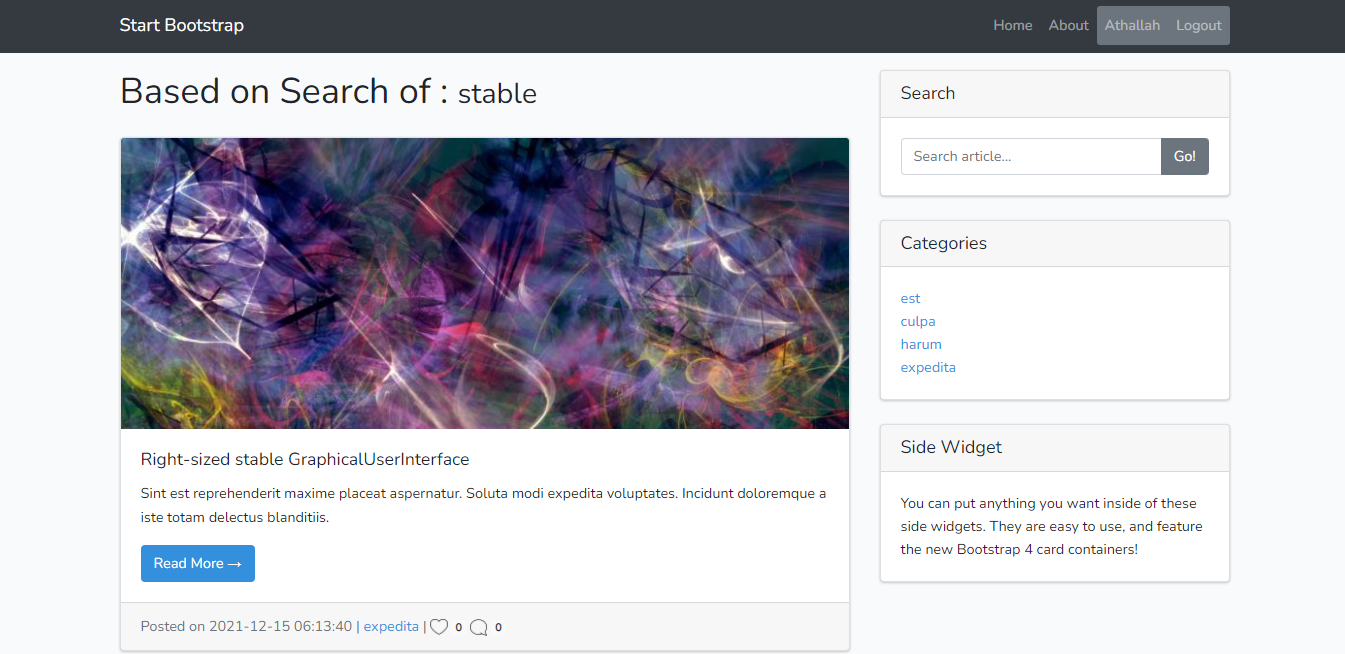 Start Bootstrap
Home About Athallah Logout
Based on Search of : stable
Right-sized stable GraphicalUserInterface
Sint est reprehenderit maxime placeat aspernatur. Soluta modi expedita voluptates. Incidunt doloremque a
iste totam delectus blanditiis.
Read More →
Posted on 2021-12-15 06:13:40 | expedita | 0 0
Search
Search article... Go!
Categories
est
culpa
harum
expedita
Side Widget
You can put anything you want inside of these
side widgets. They are easy to use, and feature
the new Bootstrap 4 card containers!